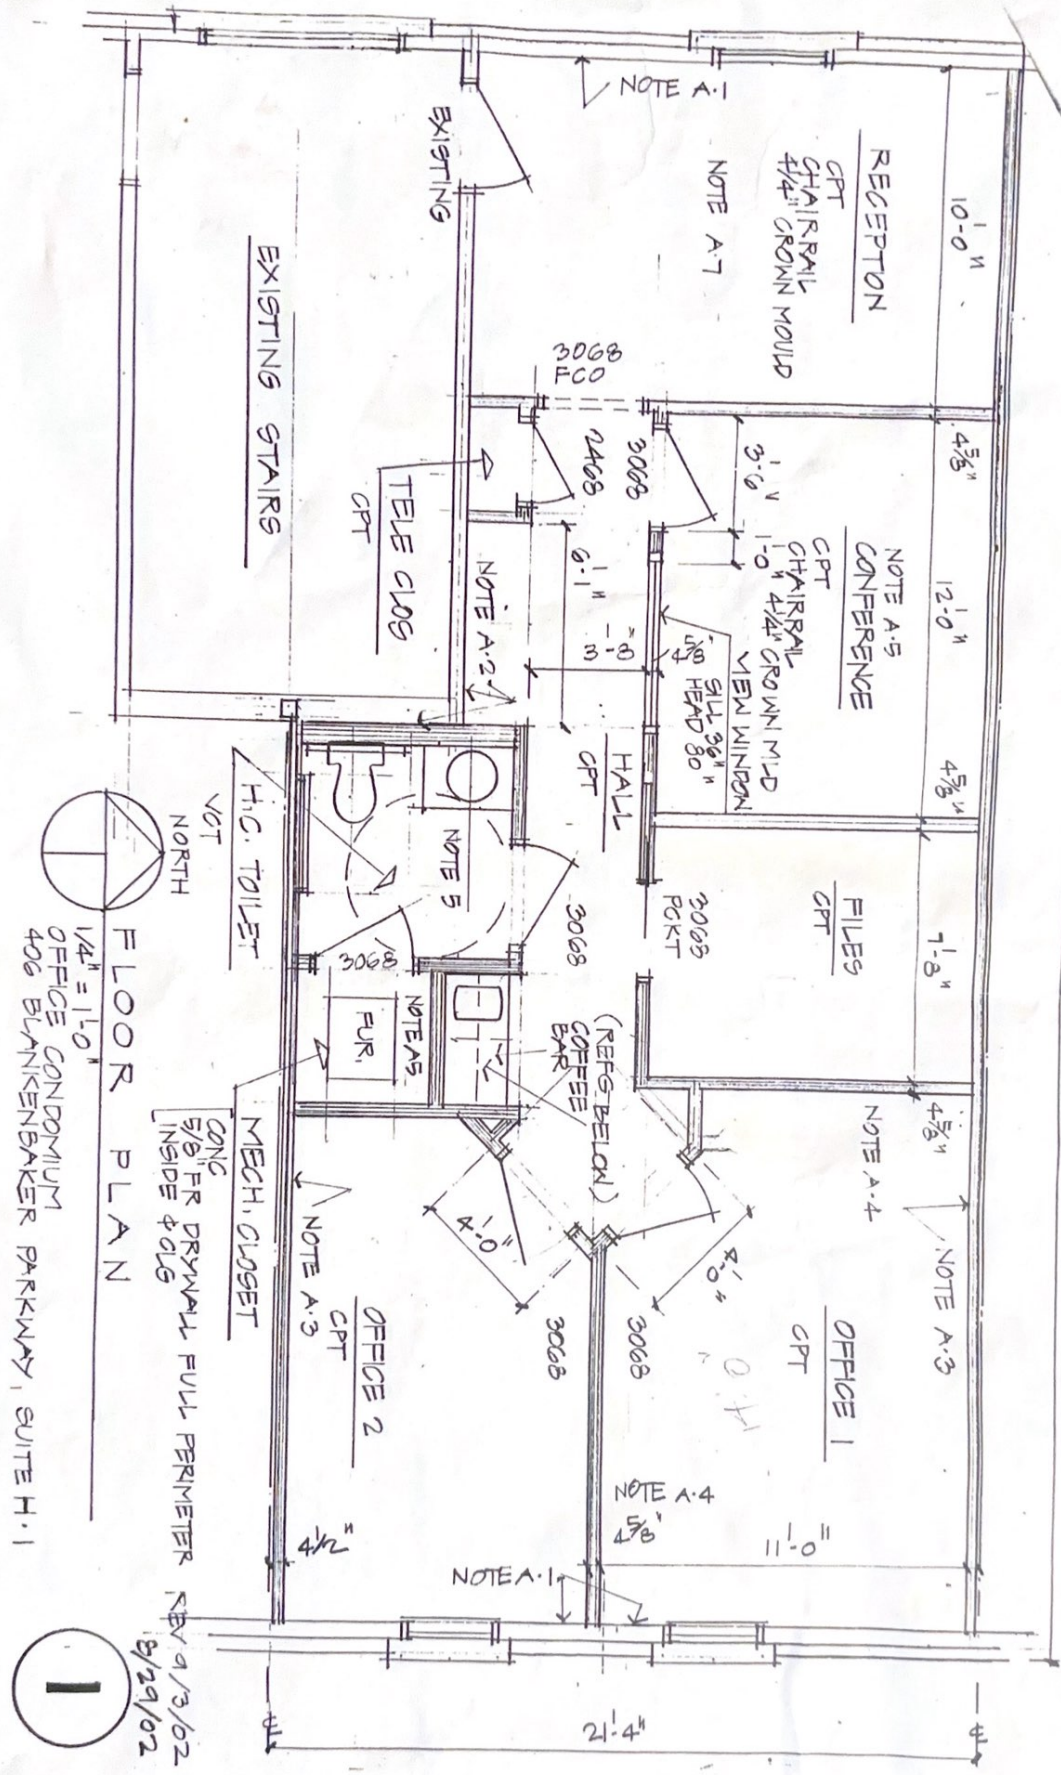 NOTE A.1
RECEPTION
CPT
CHAIRRAIL
4 1/4" CROWN MOULD
NOTE A.7
10'-0"
EXISTING
EXISTING STAIRS
3068
FCO
4 5/8"
2468
3068
3'-6"
1'-0"
TELE CLOS
CPT
6'-1"
3'-8"
4 5/8"
NOTE A.2
NOTE A.5
CONFERENCE
CPT
CHAIRRAIL
4 1/4" CROWN MLD
VIEW WINDOW
SILL 36"
HEAD 80"
12'-0"
4 5/8"
HALL
CPT
FILES
CPT
7'-8"
3068
PCKT
H.C. TOILET
VCT
NOTE 5
3068
3068
NOTE A5
FUR.
COFFEE
BAR
(REFG BELOW)
MECH. CLOSET
CONC
5/8" FR DRYWALL FULL PERIMETER
INSIDE & CLG
4 5/8"
NOTE A.4
NOTE A.3
NOTE A.3
4'-0"
4'-0"
3068
3068
OFFICE 2
CPT
OFFICE 1
CPT
NOTE A.4
4 5/8"
11'-0"
4 1/2"
NOTE A.1
21'-4"
NORTH
FLOOR PLAN
1/4" = 1'-0"
OFFICE CONDOMIUM
406 BLANKENBAKER PARKWAY, SUITE H.1
REV 9/3/02
8/29/02
1